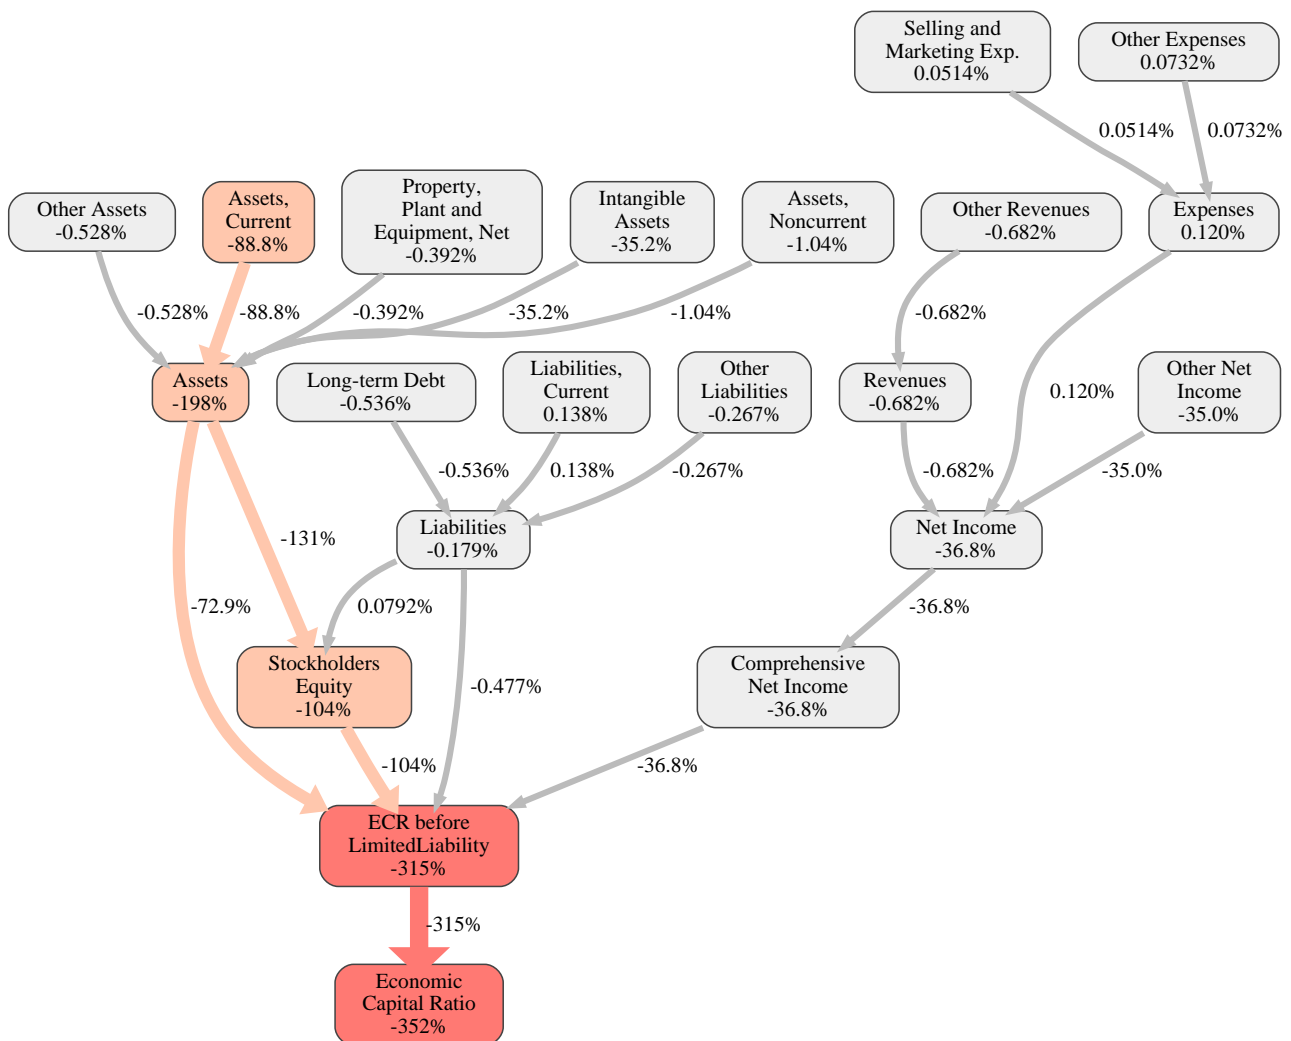 Selling and
Marketing Exp.
0.0514%
Other Expenses
0.0732%
0.0514%
0.0732%
Other Assets
-0.528%
Assets,
Current
-88.8%
Property,
Plant and
Equipment, Net
-0.392%
Intangible
Assets
-35.2%
Assets,
Noncurrent
-1.04%
Other Revenues
-0.682%
Expenses
0.120%
-0.528%
-88.8%
-0.392%
-35.2%
-1.04%
-0.682%
Assets
-198%
Long-term Debt
-0.536%
Liabilities,
Current
0.138%
Other
Liabilities
-0.267%
Revenues
-0.682%
0.120%
Other Net
Income
-35.0%
-0.536%
0.138%
-0.267%
-0.682%
-35.0%
-131%
Liabilities
-0.179%
Net Income
-36.8%
-72.9%
0.0792%
-36.8%
Stockholders
Equity
-104%
-0.477%
Comprehensive
Net Income
-36.8%
-104%
-36.8%
ECR before
LimitedLiability
-315%
-315%
Economic
Capital Ratio
-352%